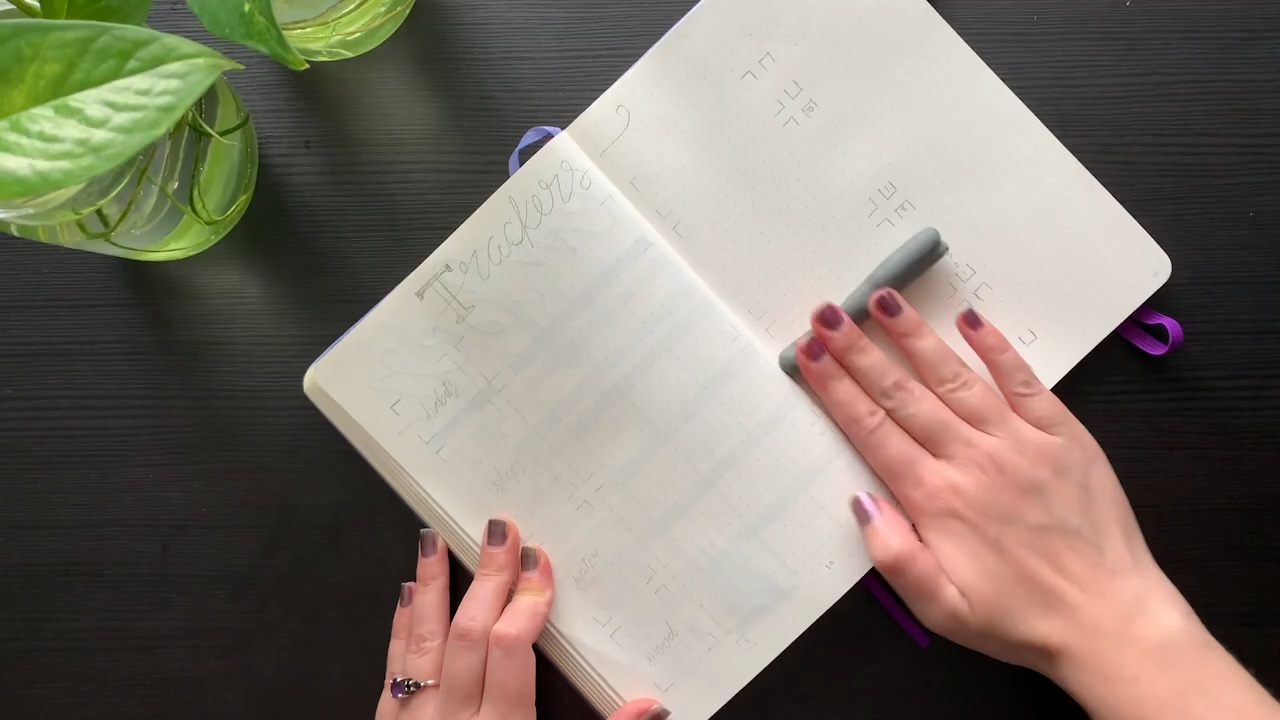 Trackers
habits
steps
water
mood